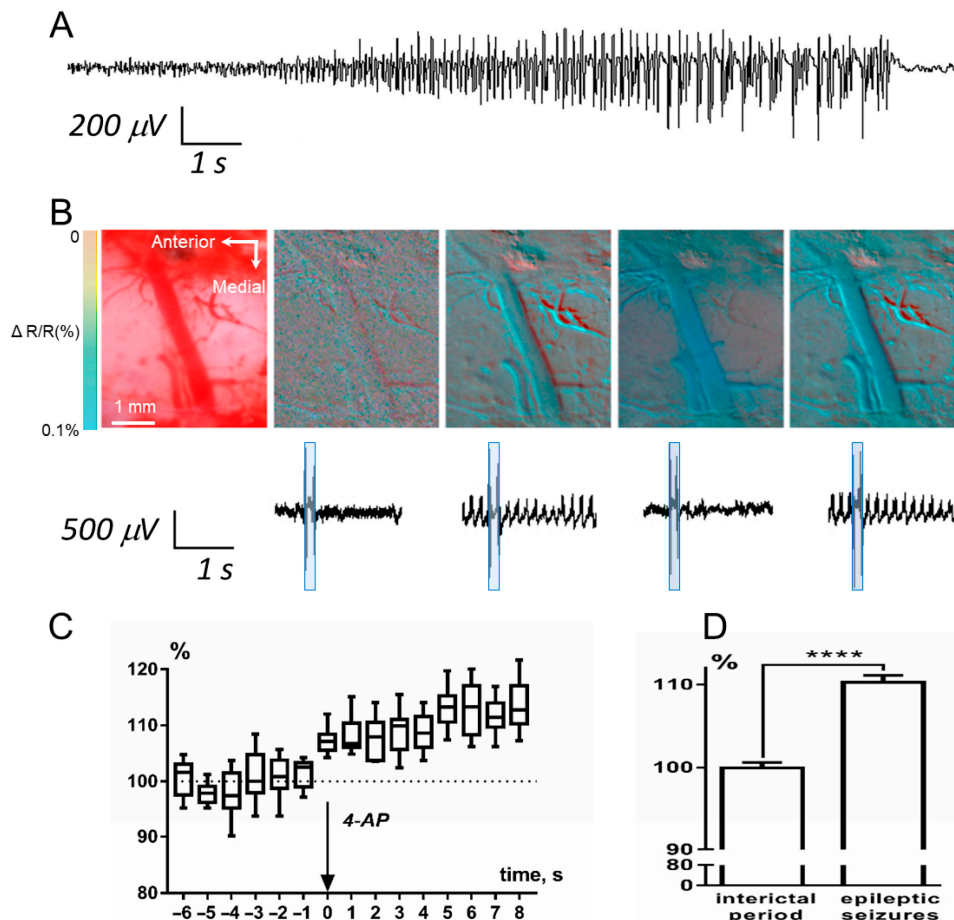 A
200 μV
1 s
B
0
Anterior
Medial
Δ R/R(%)
1 mm
0.1%
500 μV
1 s
C
%
120
110
100
90
80
4-AP
time, s
−6 −5 −4 −3 −2 −1 0 1 2 3 4 5 6 7 8
D
%
****
110
100
90
80
0
interictal period
epileptic seizures